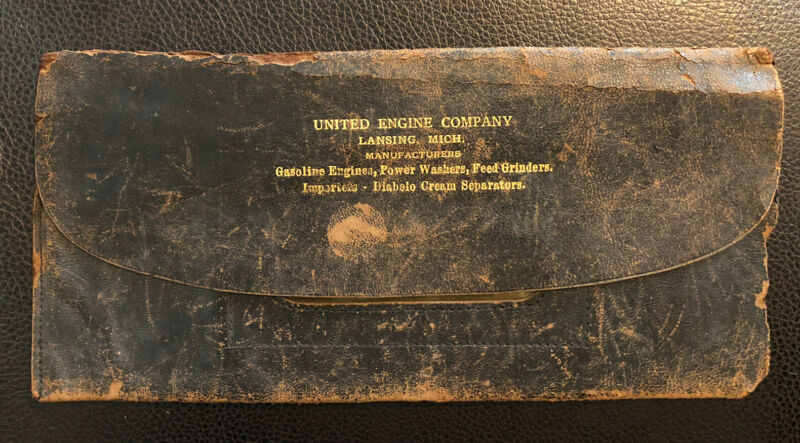 UNITED ENGINE COMPANY
LANSING, MICH.
MANUFACTURERS
Gasoline Engines, Power Washers, Feed Grinders.
Importers - Diabolo Cream Separators.